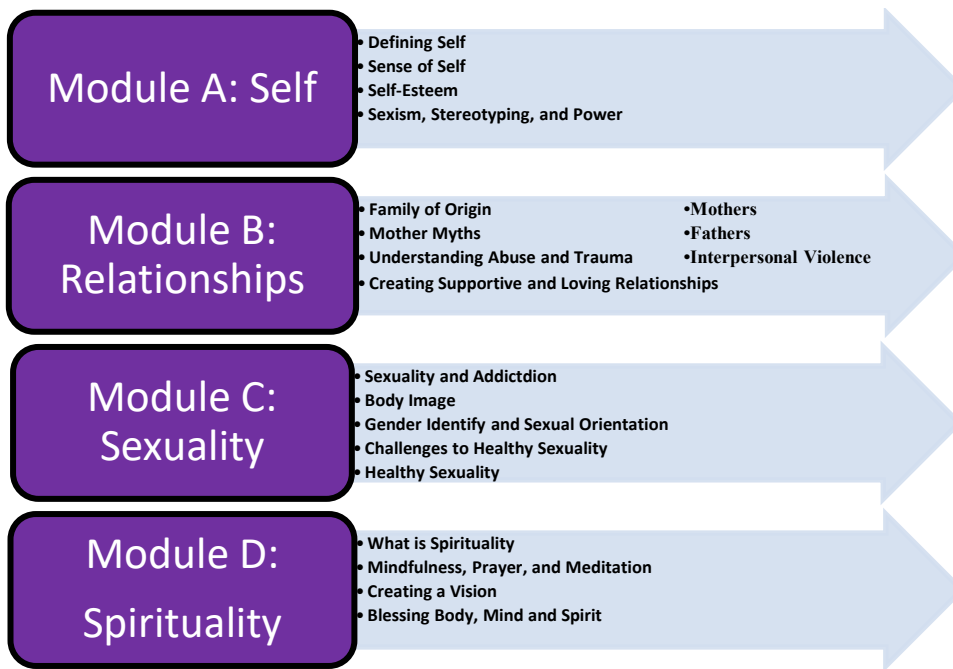 Module A: Self
• Defining Self
• Sense of Self
• Self-Esteem
• Sexism, Stereotyping, and Power
Module B:
Relationships
• Family of Origin
• Mother Myths
• Understanding Abuse and Trauma
• Creating Supportive and Loving Relationships
•Mothers
•Fathers
•Interpersonal Violence
Module C:
Sexuality
• Sexuality and Addictdion
• Body Image
• Gender Identify and Sexual Orientation
• Challenges to Healthy Sexuality
• Healthy Sexuality
Module D:
Spirituality
• What is Spirituality
• Mindfulness, Prayer, and Meditation
• Creating a Vision
• Blessing Body, Mind and Spirit